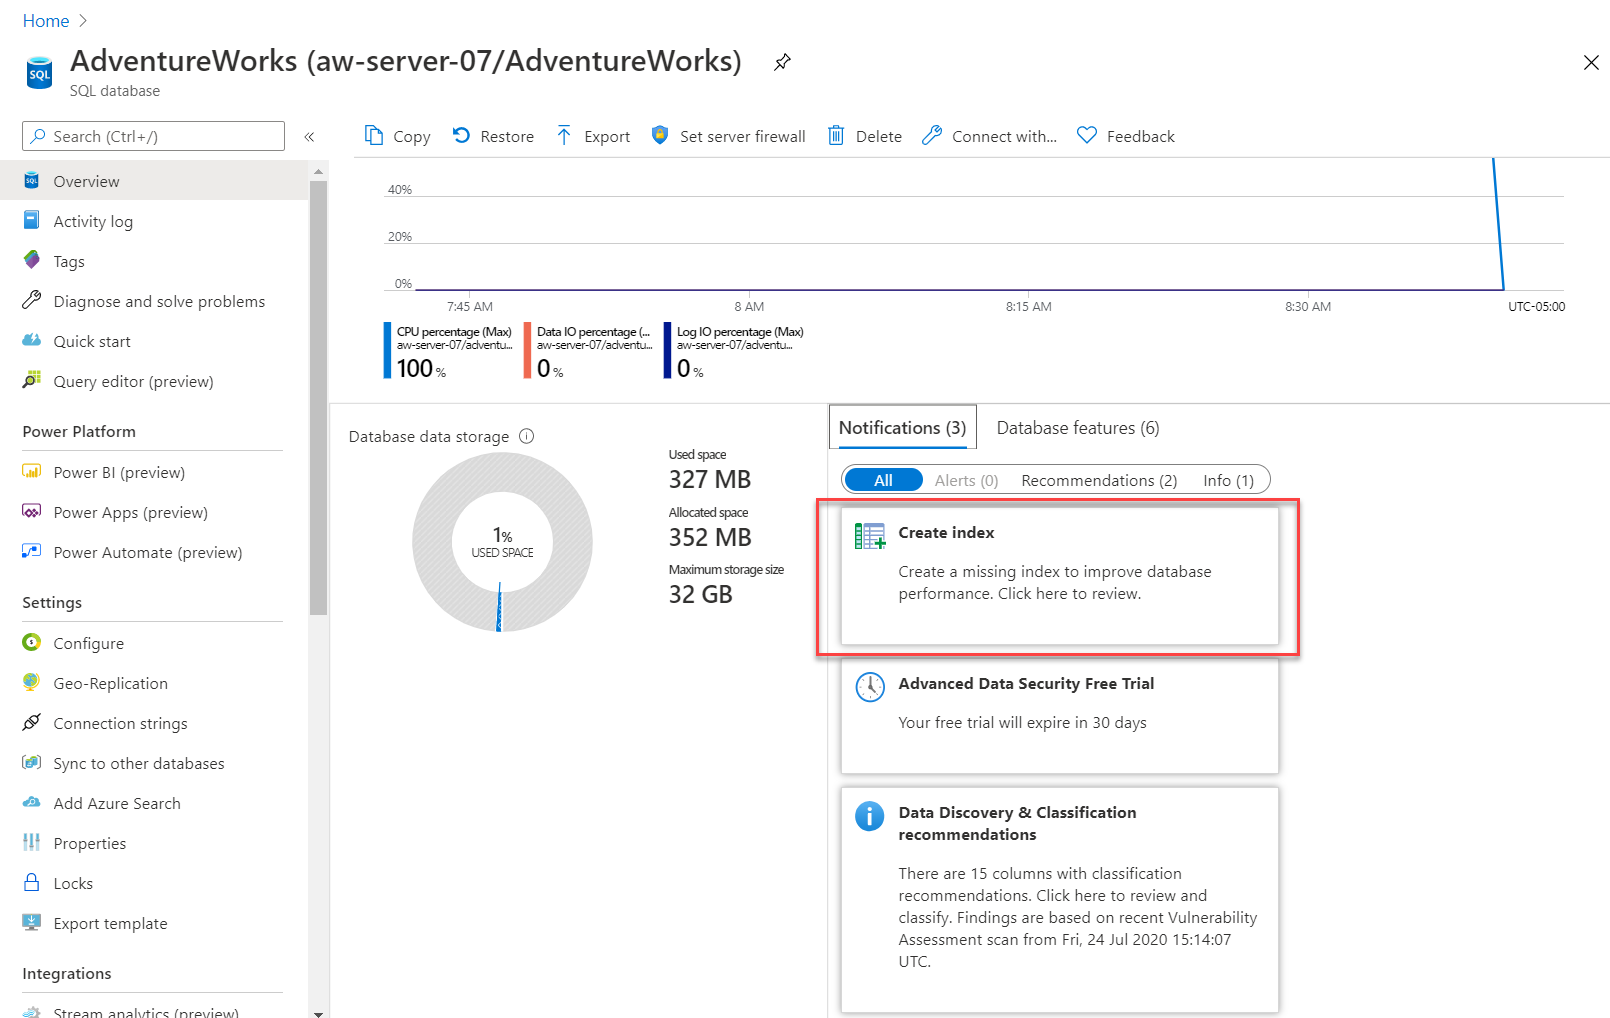 Home
AdventureWorks (aw-server-07/AdventureWorks)
SQL
SQL database
Search (Ctrl+/)
«
Copy
Restore
Export
Set server firewall
Delete
Connect with...
Feedback
Overview
Activity log
Tags
Diagnose and solve problems
Quick start
Query editor (preview)
Power Platform
Power BI (preview)
Power Apps (preview)
Power Automate (preview)
Settings
Configure
Geo-Replication
Connection strings
Sync to other databases
Add Azure Search
Properties
Locks
Export template
Integrations
Stream analytics (preview)
40%
20%
0%
7:45 AM
8 AM
8:15 AM
8:30 AM
UTC-05:00
CPU percentage (Max)
aw-server-07/adventu...
100 %
Data IO percentage (...
aw-server-07/adventu...
0 %
Log IO percentage (Max)
aw-server-07/adventu...
0 %
Database data storage
1%
USED SPACE
Used space
327 MB
Allocated space
352 MB
Maximum storage size
32 GB
Notifications (3)
Database features (6)
All
Alerts (0)
Recommendations (2)
Info (1)
Create index
Create a missing index to improve database
performance. Click here to review.
Advanced Data Security Free Trial
Your free trial will expire in 30 days
Data Discovery & Classification
recommendations
There are 15 columns with classification
recommendations. Click here to review and
classify. Findings are based on recent Vulnerability
Assessment scan from Fri, 24 Jul 2020 15:14:07
UTC.